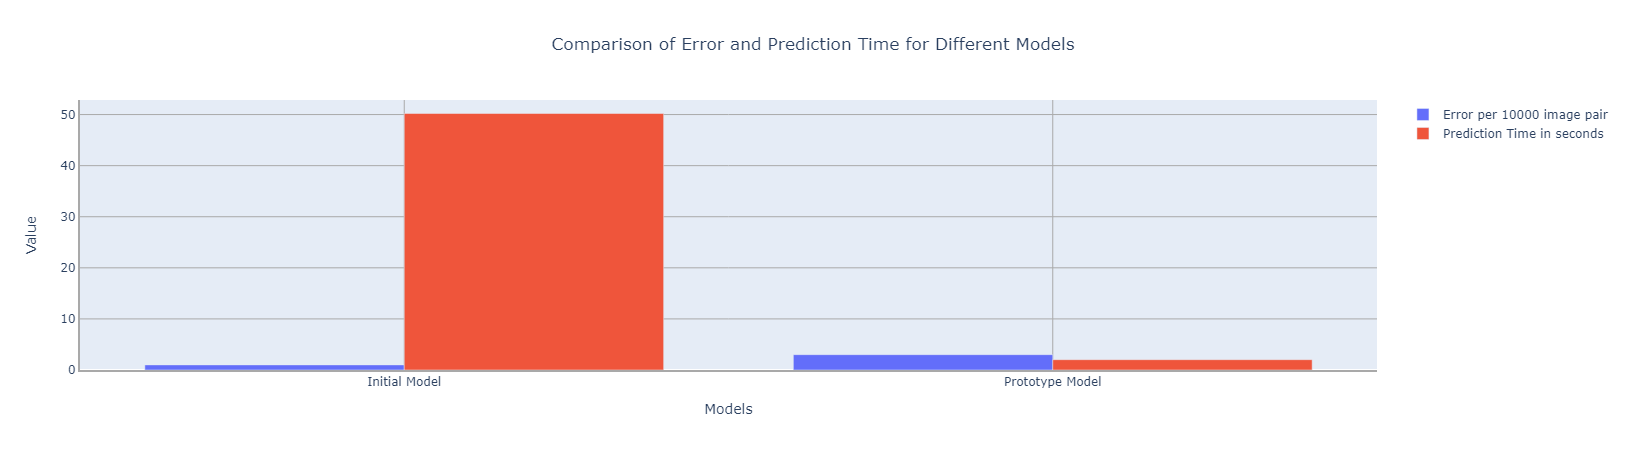 Comparison of Error and Prediction Time for Different Models
Error per 10000 image pair
Prediction Time in seconds
Value
50
40
30
20
10
0
Initial Model
Prototype Model
Models